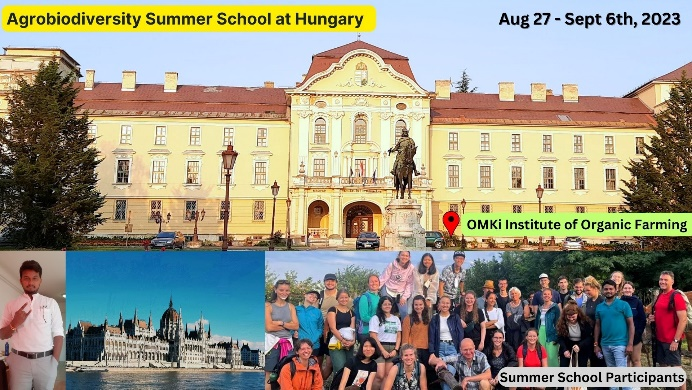 Agrobiodiversity Summer School at Hungary
Aug 27 - Sept 6th, 2023
OMKi Institute of Organic Farming
Summer School Participants